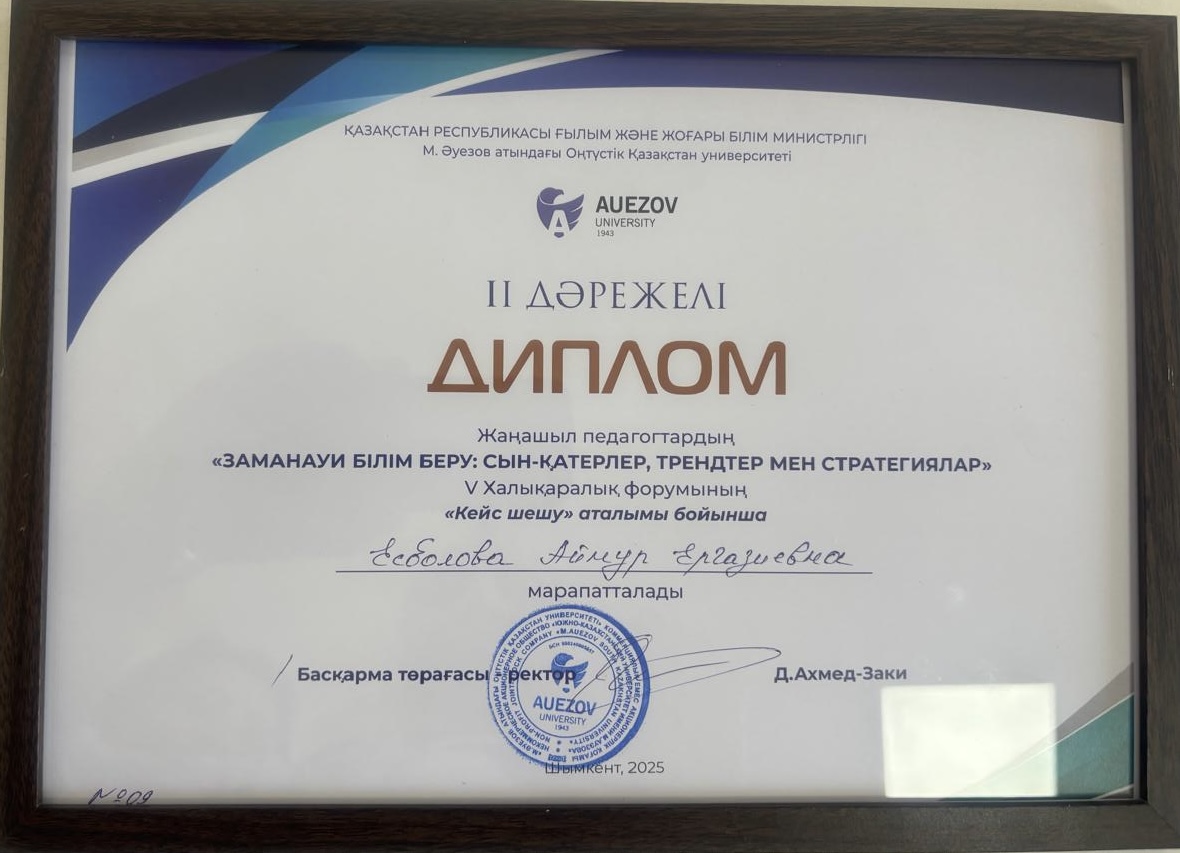 ҚАЗАҚСТАН РЕСПУБЛИКАСЫ ҒЫЛЫМ ЖӘНЕ ЖОҒАРЫ БІЛІМ МИНИСТРЛІГІ
М. Әуезов атындағы Оңтүстік Қазақстан университеті
AUEZOV
UNIVERSITY
1943
II ДӘРЕЖЕЛІ
ДИПЛОМ
Жаңашыл педагогтардың
«ЗАМАНАУИ БІЛІМ БЕРУ: СЫН-ҚАТЕРЛЕР, ТРЕНДТЕР МЕН СТРАТЕГИЯЛАР»
V Халықаралық форумының
«Кейс шешу» аталымы бойынша
Есболова Айнур Ергазиевна
марапатталады
Басқарма төрағасы ректор Д.Ахмед-Заки
AUEZOV
UNIVERSITY
1943
Шымкент, 2025
№09